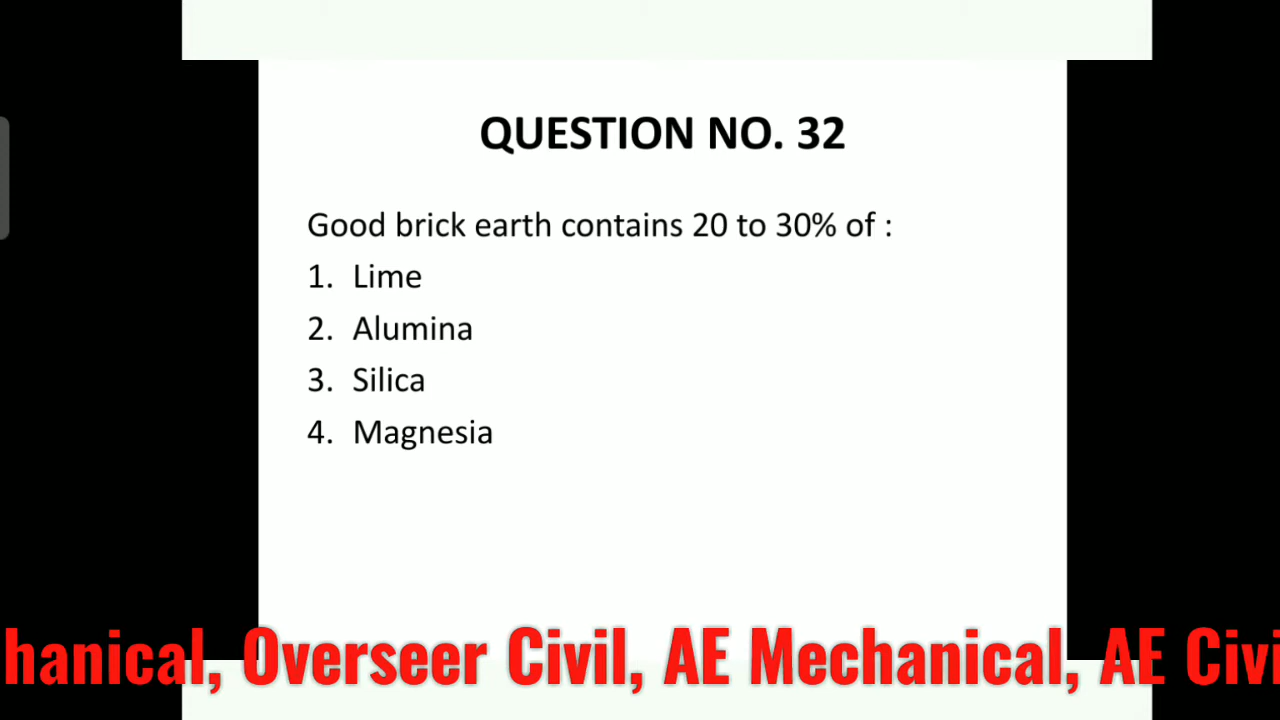 QUESTION NO. 32
Good brick earth contains 20 to 30% of :
1. Lime
2. Alumina
3. Silica
4. Magnesia
hanical, Overseer Civil, AE Mechanical, AE Civi